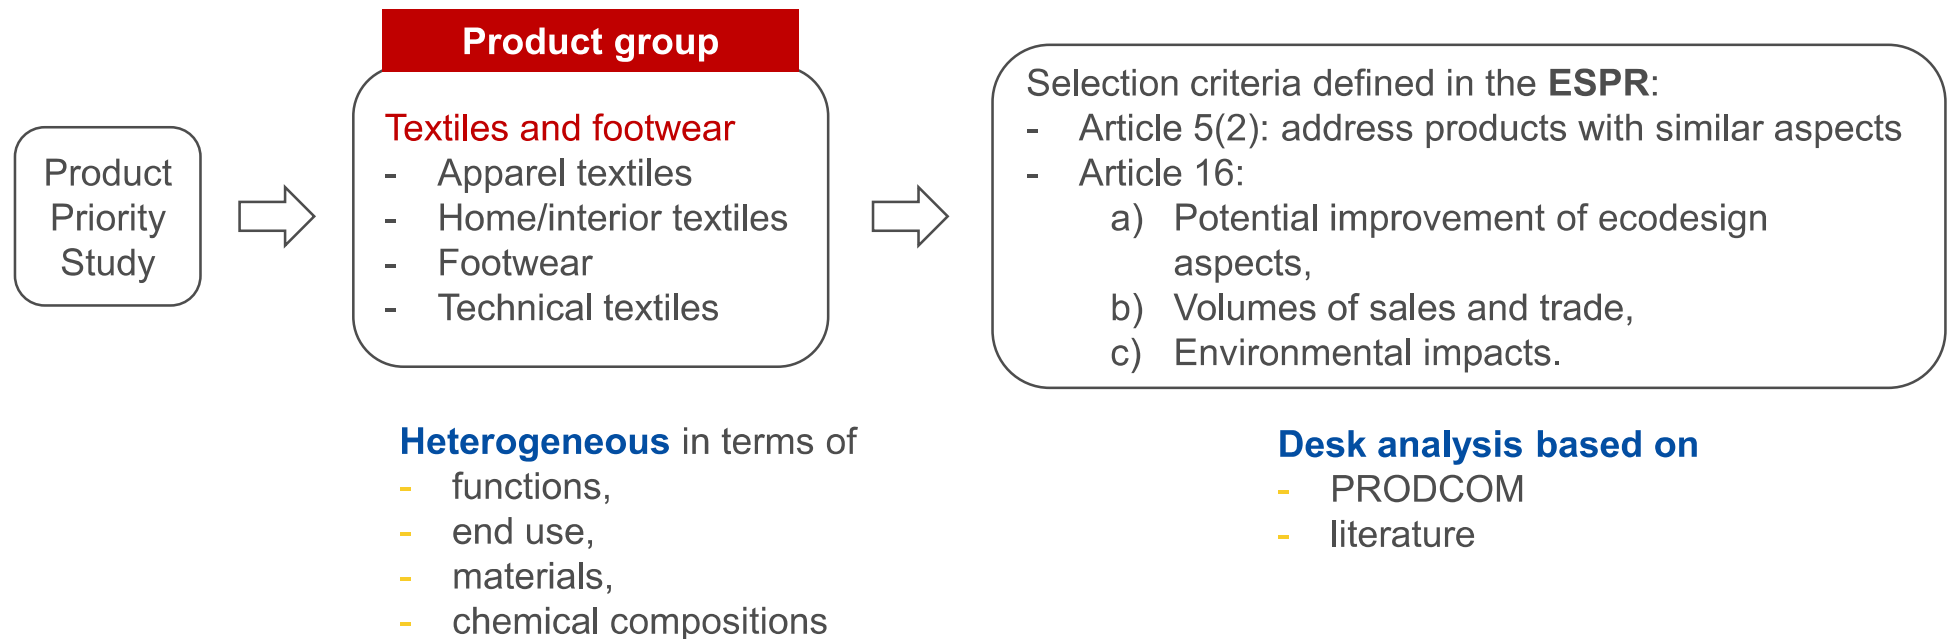 Product
Priority
Study
Product group
Textiles and footwear
- Apparel textiles
- Home/interior textiles
- Footwear
- Technical textiles
Heterogeneous in terms of
- functions,
- end use,
- materials,
- chemical compositions
Selection criteria defined in the ESPR:
- Article 5(2): address products with similar aspects
- Article 16:
a) Potential improvement of ecodesign
aspects,
b) Volumes of sales and trade,
c) Environmental impacts.
Desk analysis based on
- PRODCOM
- literature